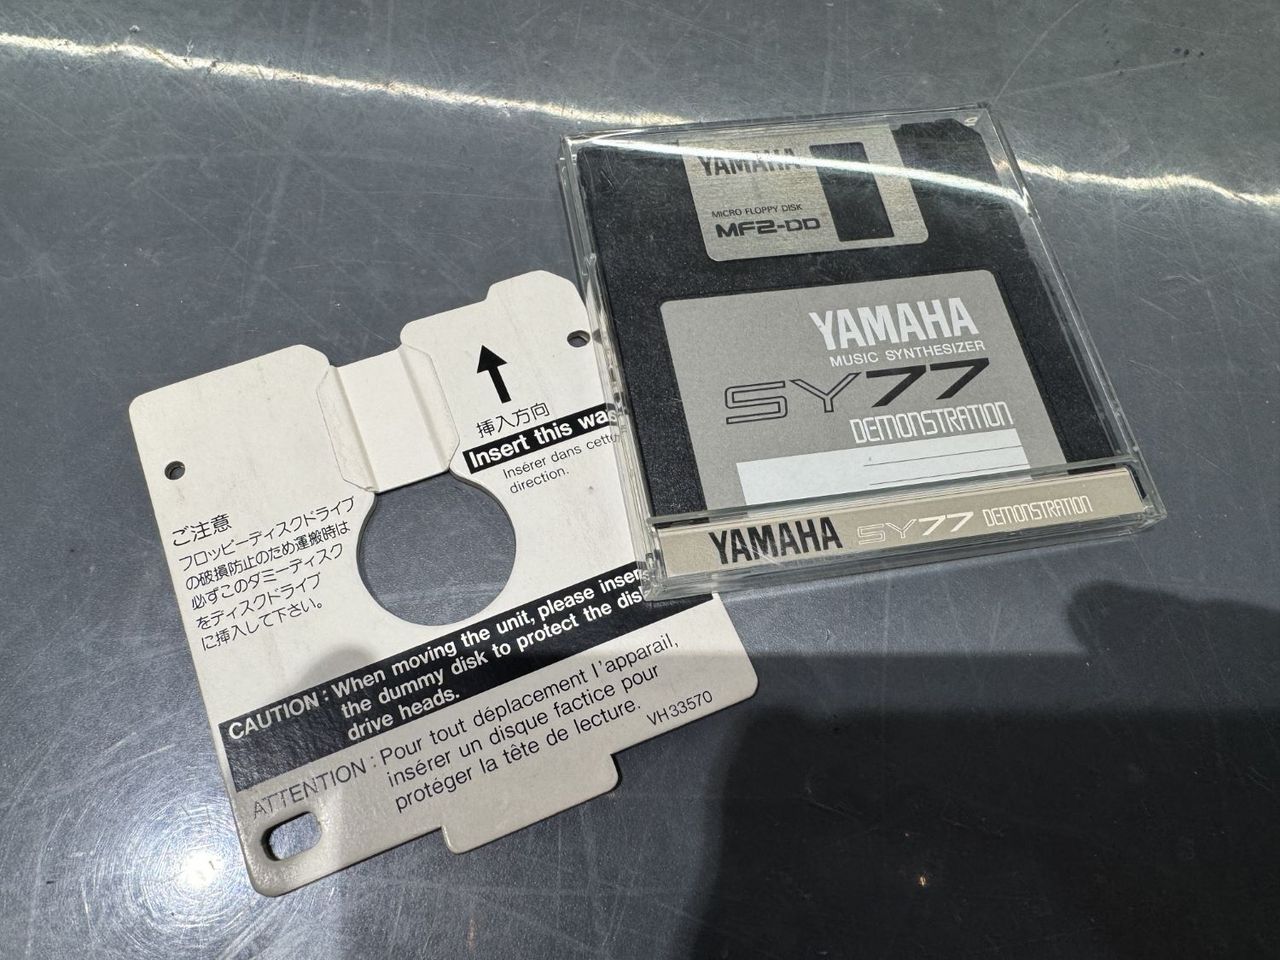 挿入方向
Insert this way
Insérer dans cette
direction.
ご注意
フロッピーディスクドライブ
の破損防止のため運搬時は
必ずこのダミーディスク
をディスクドライブ
に挿入して下さい。
CAUTION : When moving the unit, please insert
the dummy disk to protect the disk
drive heads.
ATTENTION : Pour tout déplacement l'appareil,
insérer un disque factice pour
protéger la tête de lecture.
VH33570
YAMAHA
MICRO FLOPPY DISK
MF2-DD
YAMAHA
MUSIC SYNTHESIZER
SY77
DEMONSTRATION
YAMAHA SY77 DEMONSTRATION